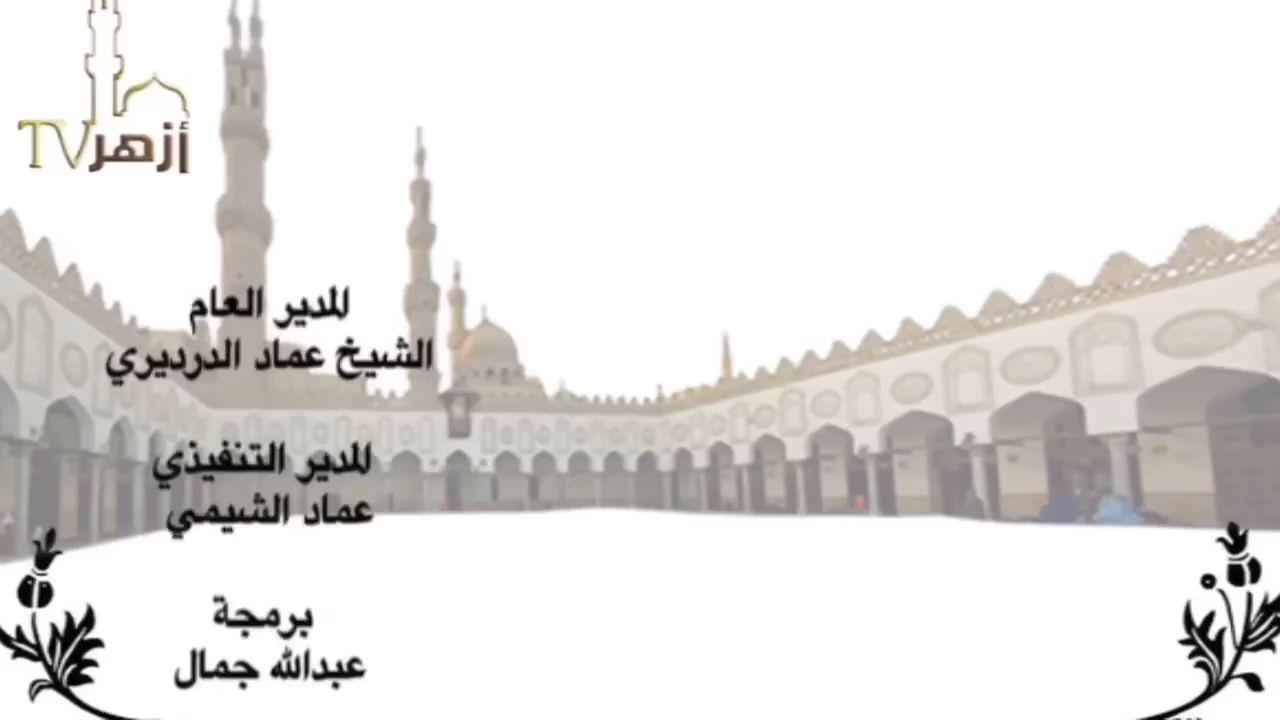 أزهر TV
المدير العام
الشيخ عماد الدرديري
المدير التنفيذي
عماد الشيمي
برمجة
عبدالله جمال